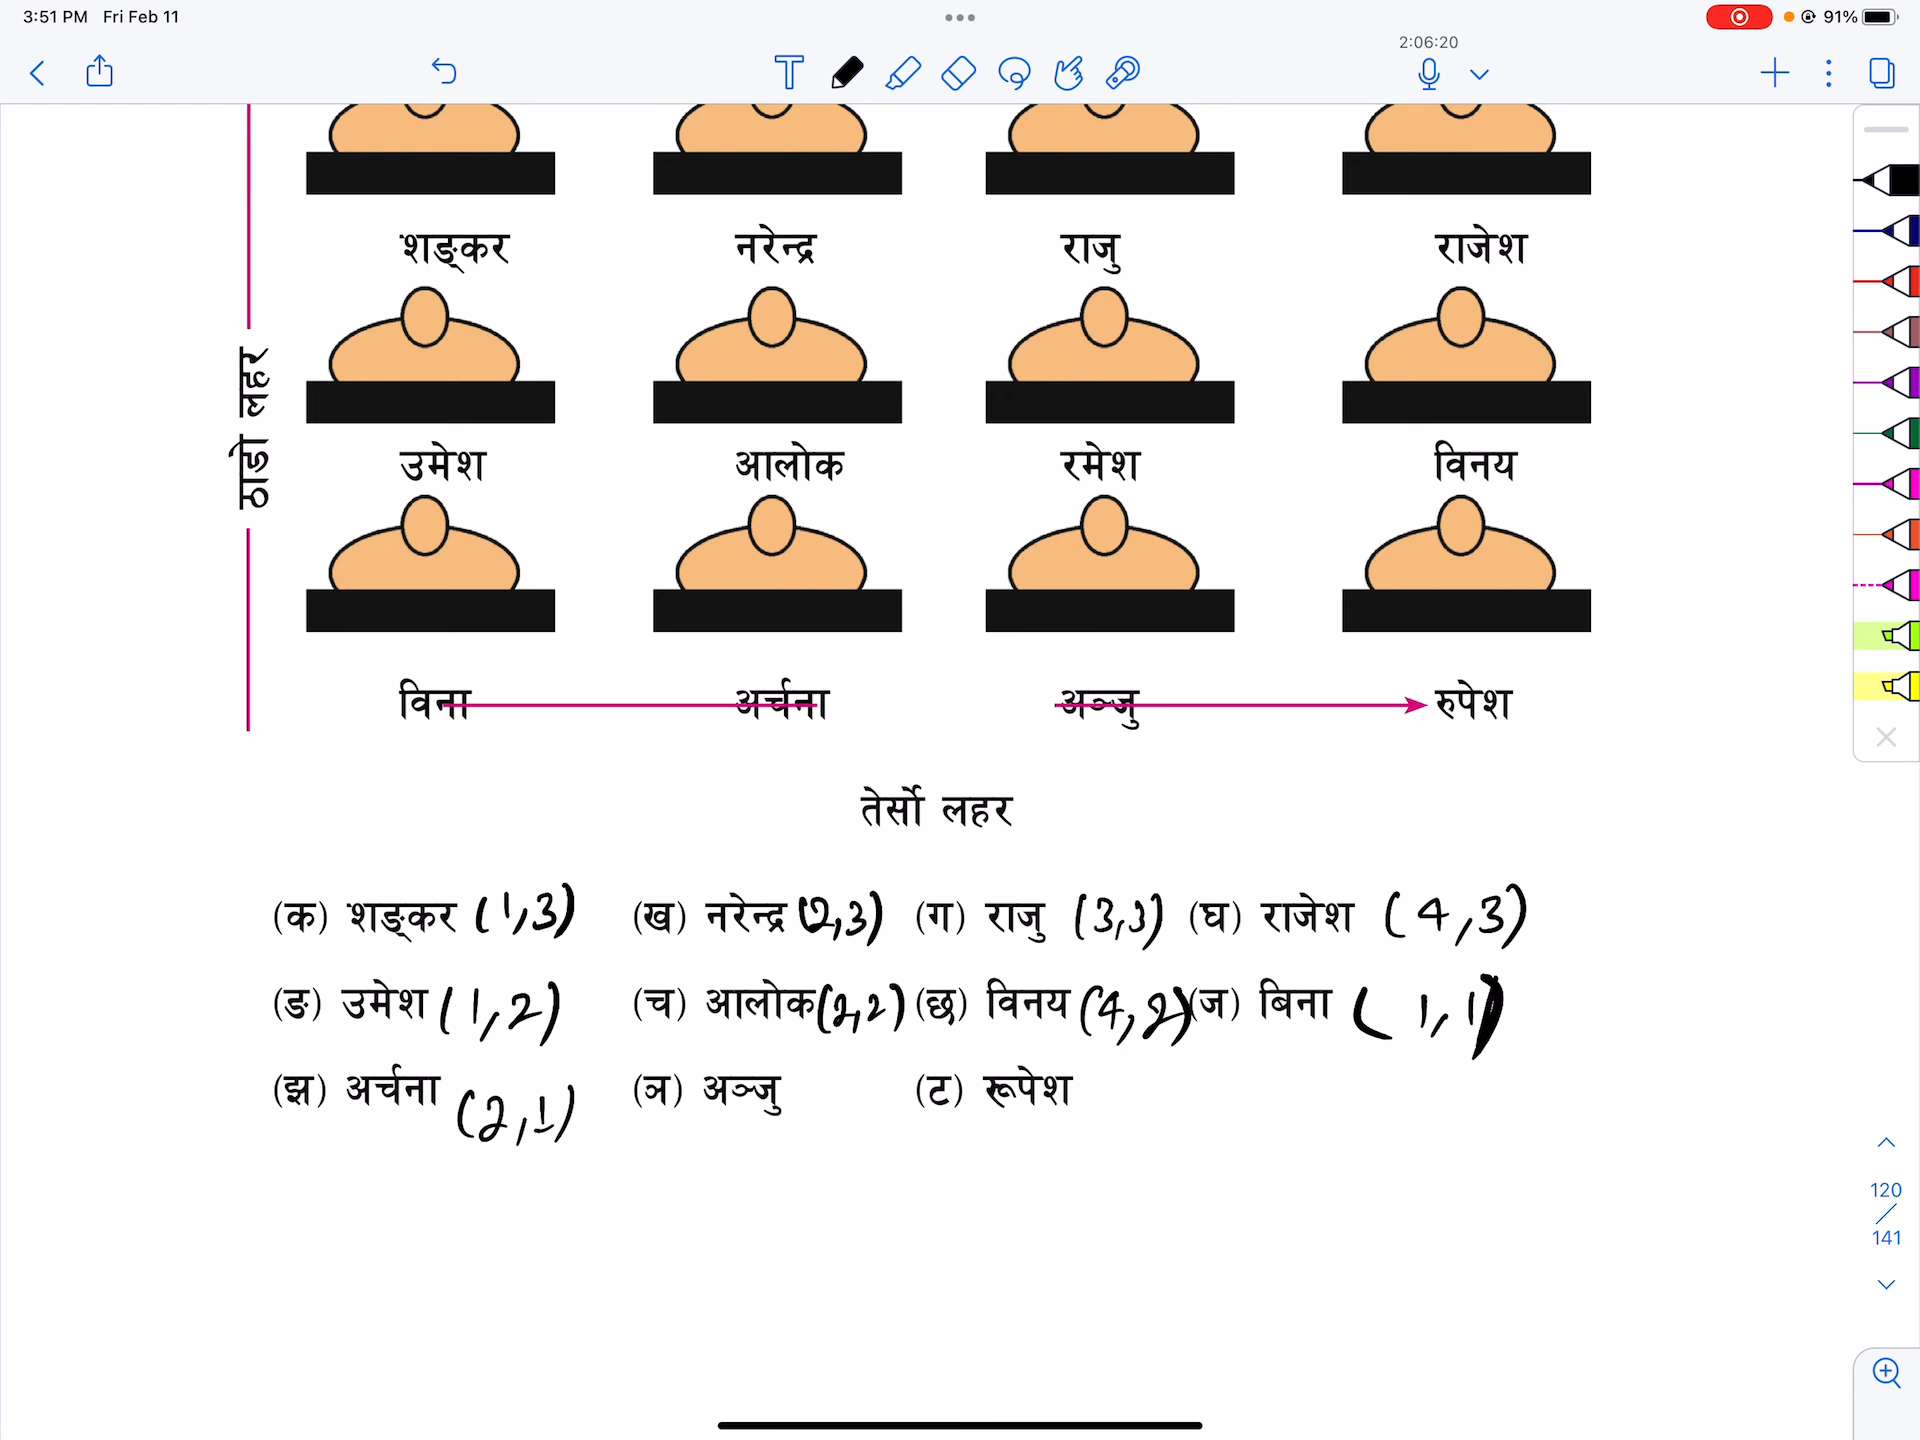 3:51 PM Fri Feb 11 91%
2:06:20
T
शङ्कर नरेन्द्र राजु राजेश
ठाडो लहर
उमेश आलोक रमेश विनय
विना अर्चना अञ्जु रुपेश
तेर्सो लहर
(क) शङ्कर (1,3) (ख) नरेन्द्र (2,3) (ग) राजु (3,3) (घ) राजेश (4,3)
(ङ) उमेश (1,2) (च) आलोक (2,2) (छ) विनय (4,2) (ज) बिना (1,1)
(झ) अर्चना (2,1) (ञ) अञ्जु (ट) रूपेश
120
/
141